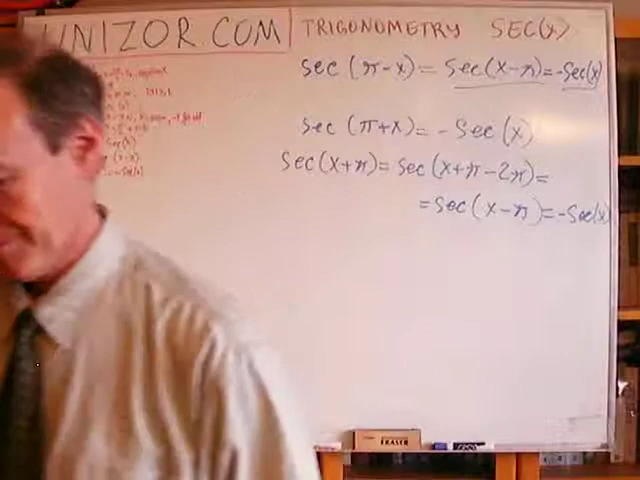 UNIZOR.COM
TRIGONOMETRY SEC(x)
sec(π-x)=sec(x-π)=-sec(x)
sec(π+x)=-sec(x)
sec(x+π)=sec(x+π-2π)=
=sec(x-π)=-sec(x)
ERASER